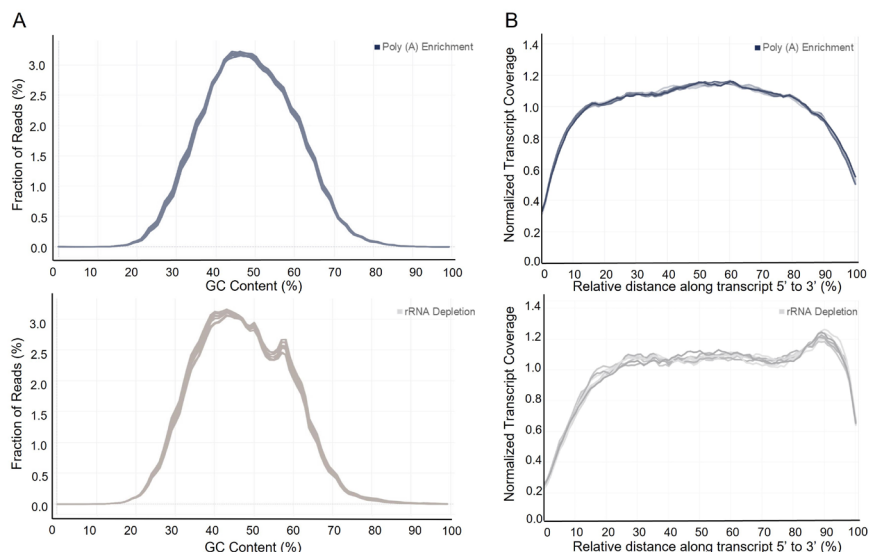 A
Poly (A) Enrichment
Fraction of Reads (%)
3.0
2.5
2.0
1.5
1.0
0.5
0.0
0 10 20 30 40 50 60 70 80 90 100
GC Content (%)
B
Poly (A) Enrichment
Normalized Transcript Coverage
1.4
1.2
1.0
0.8
0.6
0.4
0.2
0.0
0 10 20 30 40 50 60 70 80 90 100
Relative distance along transcript 5’ to 3’ (%)
rRNA Depletion
Fraction of Reads (%)
3.0
2.5
2.0
1.5
1.0
0.5
0.0
0 10 20 30 40 50 60 70 80 90 100
GC Content (%)
rRNA Depletion
Normalized Transcript Coverage
1.4
1.2
1.0
0.8
0.6
0.4
0.2
0.0
0 10 20 30 40 50 60 70 80 90 100
Relative distance along transcript 5’ to 3’ (%)